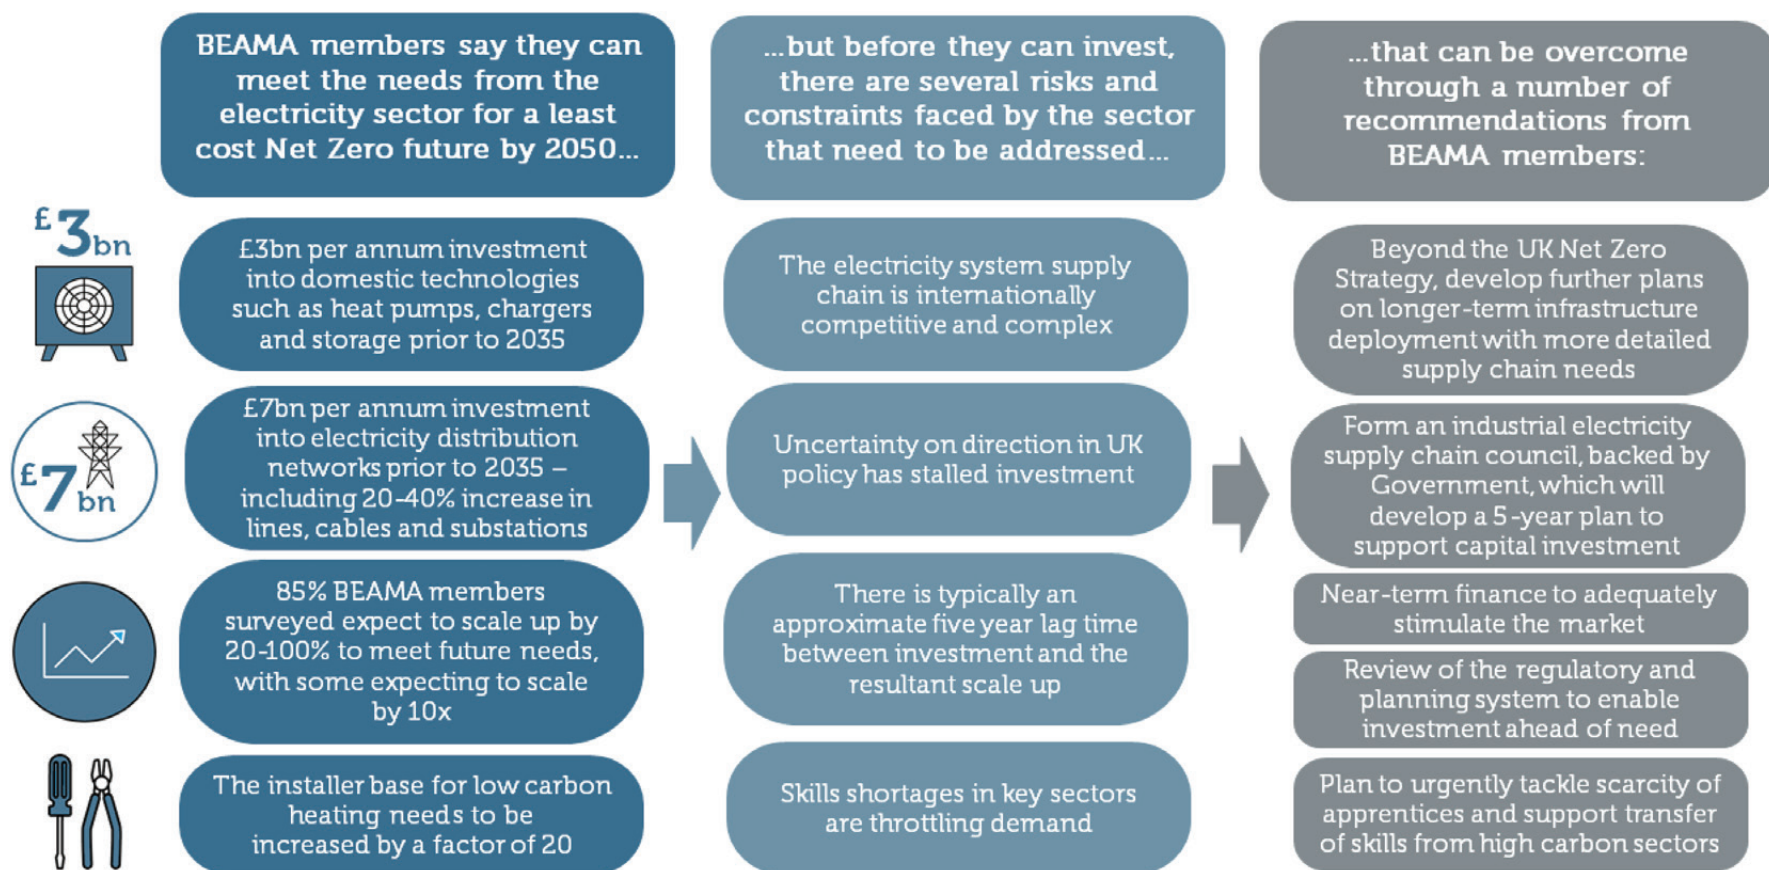 BEAMA members say they can
meet the needs from the
electricity sector for a least
cost Net Zero future by 2050...
...but before they can invest,
there are several risks and
constraints faced by the sector
that need to be addressed...
...that can be overcome
through a number of
recommendations from
BEAMA members:
£3bn
£3bn per annum investment
into domestic technologies
such as heat pumps, chargers
and storage prior to 2035
The electricity system supply
chain is internationally
competitive and complex
Beyond the UK Net Zero
Strategy, develop further plans
on longer-term infrastructure
deployment with more detailed
supply chain needs
£7bn
£7bn per annum investment
into electricity distribution
networks prior to 2035 –
including 20-40% increase in
lines, cables and substations
Uncertainty on direction in UK
policy has stalled investment
Form an industrial electricity
supply chain council, backed by
Government, which will
develop a 5-year plan to
support capital investment
85% BEAMA members
surveyed expect to scale up by
20-100% to meet future needs,
with some expecting to scale
by 10x
There is typically an
approximate five year lag time
between investment and the
resultant scale up
Near-term finance to adequately
stimulate the market
Review of the regulatory and
planning system to enable
investment ahead of need
The installer base for low carbon
heating needs to be
increased by a factor of 20
Skills shortages in key sectors
are throttling demand
Plan to urgently tackle scarcity of
apprentices and support transfer
of skills from high carbon sectors